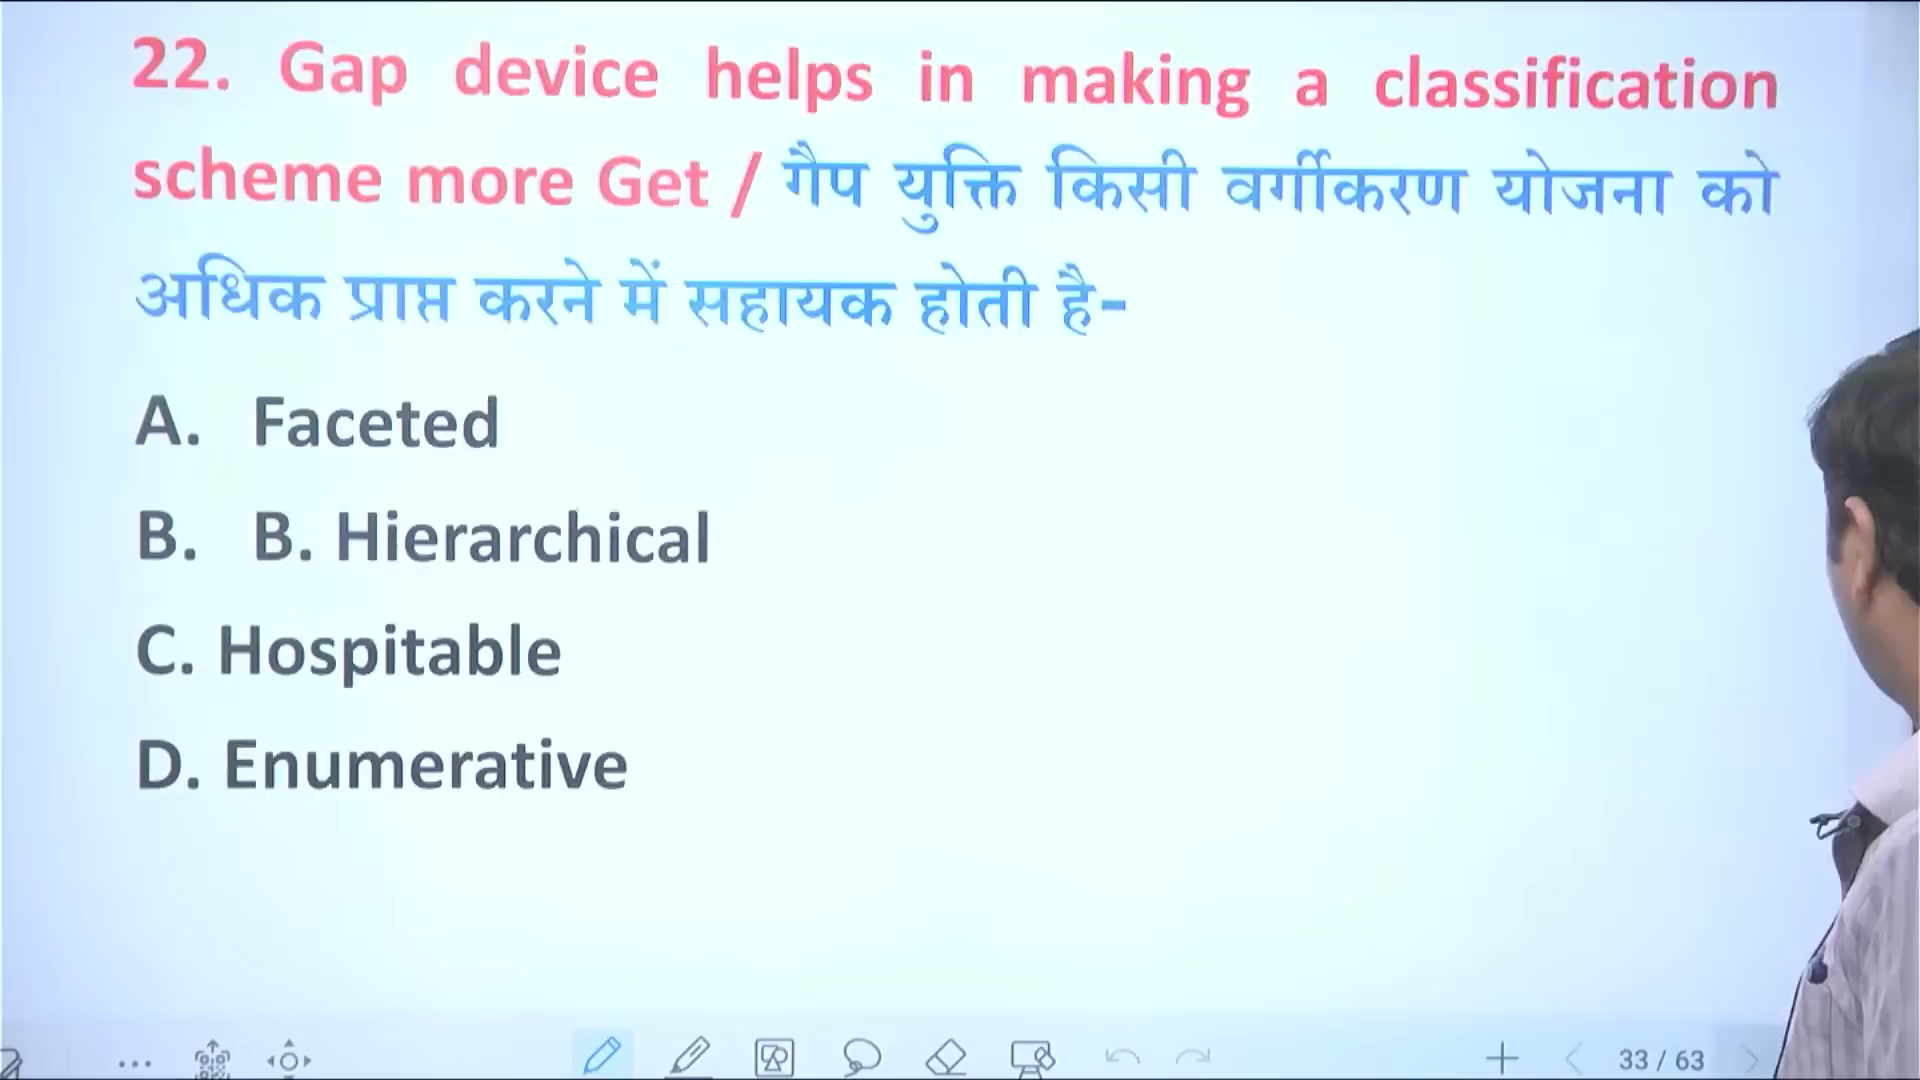 22. Gap device helps in making a classification
scheme more Get / गैप युक्ति किसी वर्गीकरण योजना को
अधिक प्राप्त करने में सहायक होती है-
A. Faceted
B. B. Hierarchical
C. Hospitable
D. Enumerative
33 / 63